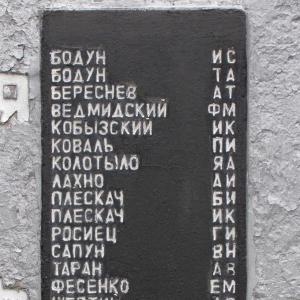 БОДУН ИС
БОДУН ТА
БЕРЕСНЕВ АТ
ВЕДМИДСКИЙ ФМ
КОБЫЗСКИЙ ИК
КОВАЛЬ ПИ
КОЛОТЫЛО ЯА
ЛАХНО АИ
ПЛЕСКАЧ БИ
ПЛЕСКАЧ ИК
РОСИЕЦ ГИ
САПУН ВН
ТАРАН АВ
ФЕСЕНКО ЕМ